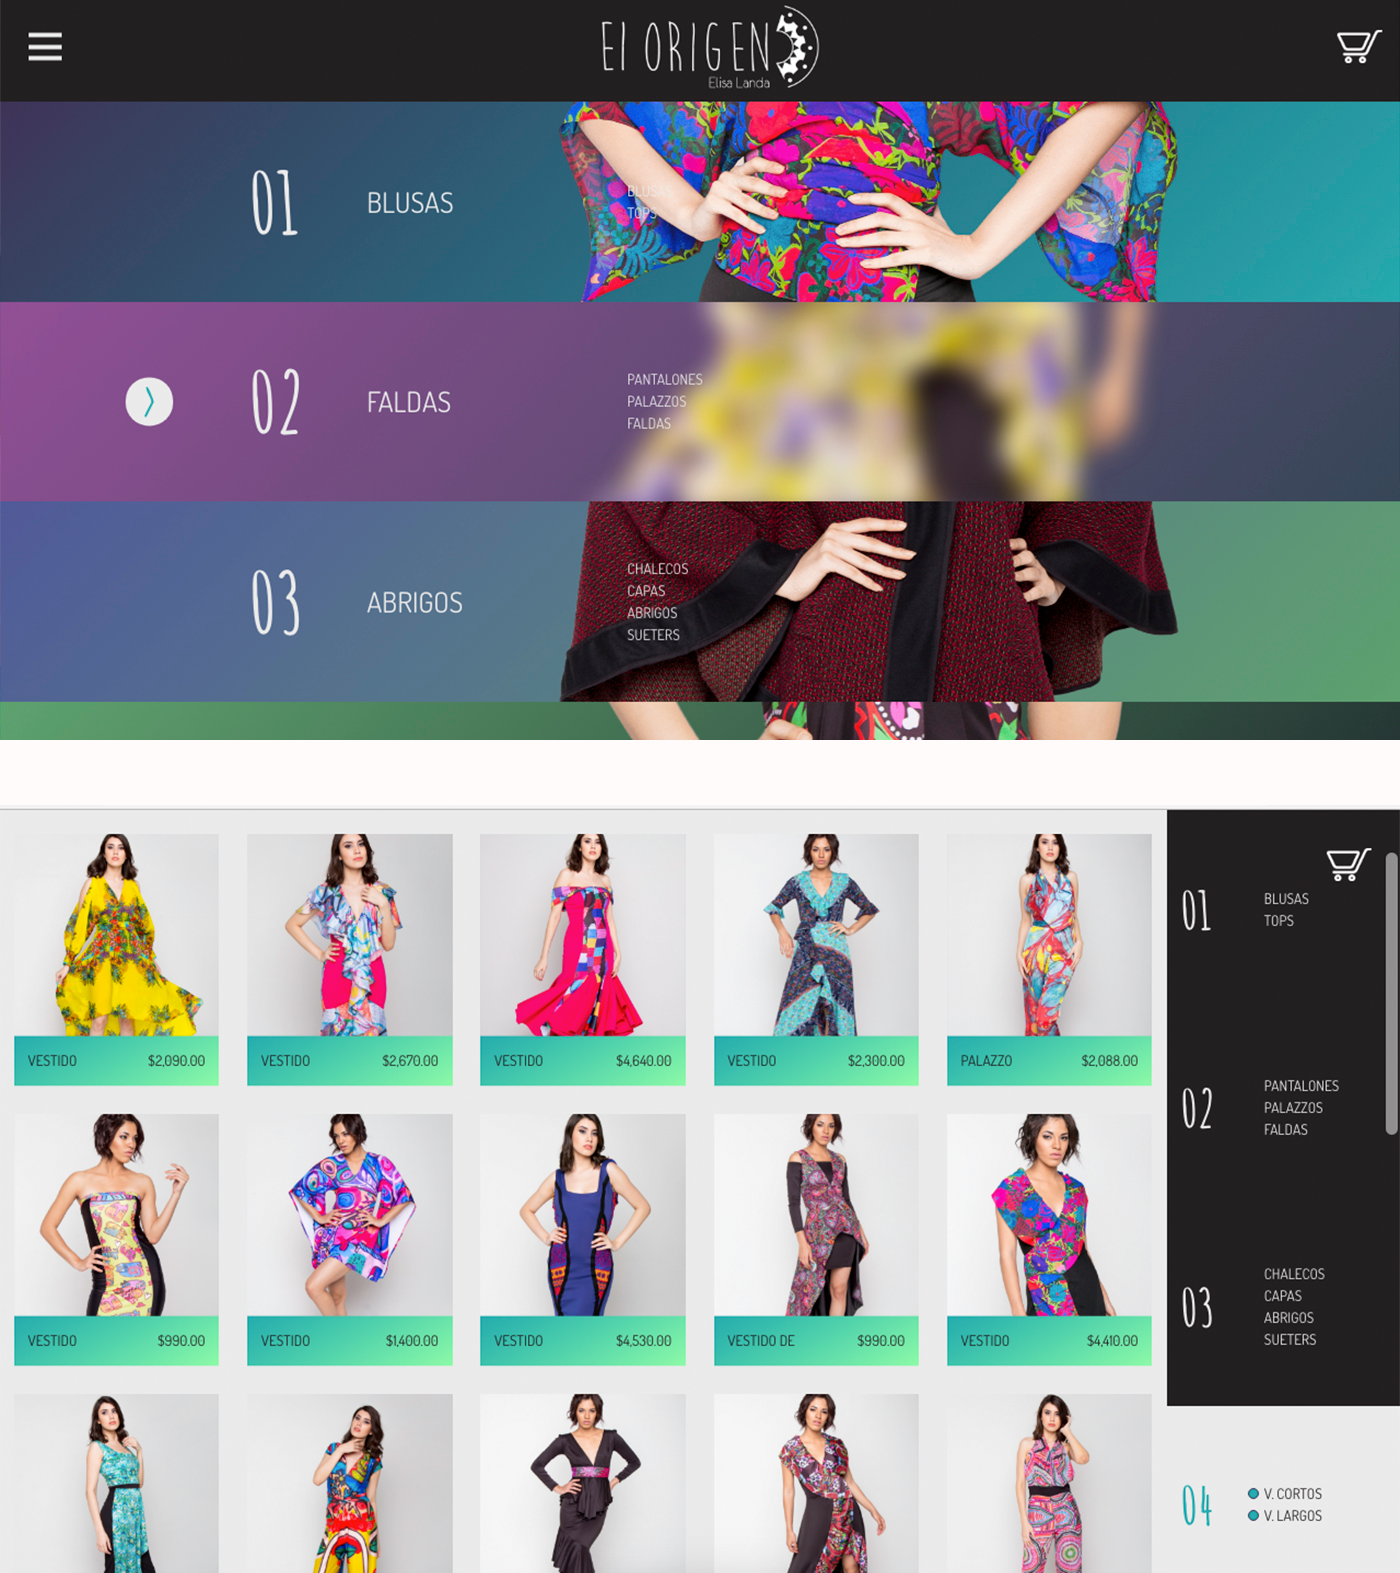 El ORIGEN
Elisa Landa
01
BLUSAS
BLUSAS
TOPS
02
FALDAS
PANTALONES
PALAZZOS
FALDAS
03
ABRIGOS
CHALECOS
CAPAS
ABRIGOS
SUETERS
VESTIDO $2,090.00
VESTIDO $2,670.00
VESTIDO $4,640.00
VESTIDO $2,300.00
PALAZZO $2,088.00
VESTIDO $990.00
VESTIDO $1,400.00
VESTIDO $4,530.00
VESTIDO DE $990.00
VESTIDO $4,410.00
01
BLUSAS
TOPS
02
PANTALONES
PALAZZOS
FALDAS
03
CHALECOS
CAPAS
ABRIGOS
SUETERS
04
V. CORTOS
V. LARGOS